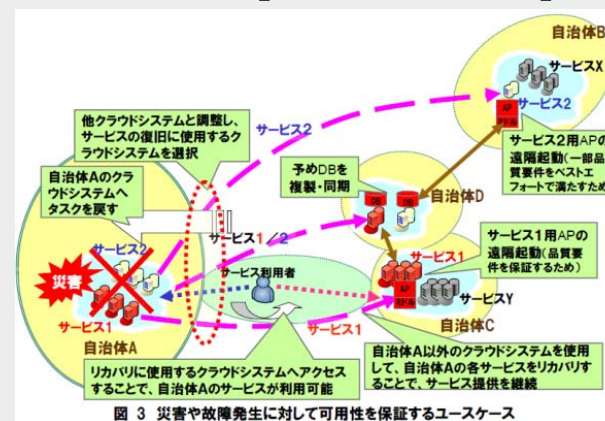 自治体B
サービスX
サービス2
AP
ミドル
サービス2用APの
遠隔起動(一部品
質要件をベストエ
フォートで満たすため
他クラウドシステムと調整し、
サービスの復旧に使用するク
ラウドシステムを選択
サービス2
自治体Aのクラ
ウドシステムへ
タスクを戻す
予めDBを
複製・同期
DB
DB
自治体D
サービス1/2
サービス2
災害
サービス1
自治体A
サービス利用者
サービス1
サービス1
AP
ミドル
サービスY
自治体C
サービス1用APの
遠隔起動(品質要
件を保証するため)
リカバリに使用するクラウドシステムへアクセス
することで、自治体Aのサービスが利用可能
自治体A以外のクラウドシステムを使用
して、自治体Aの各サービスをリカバリす
ることで、サービス提供を継続
図 3 災害や故障発生に対して可用性を保証するユースケース